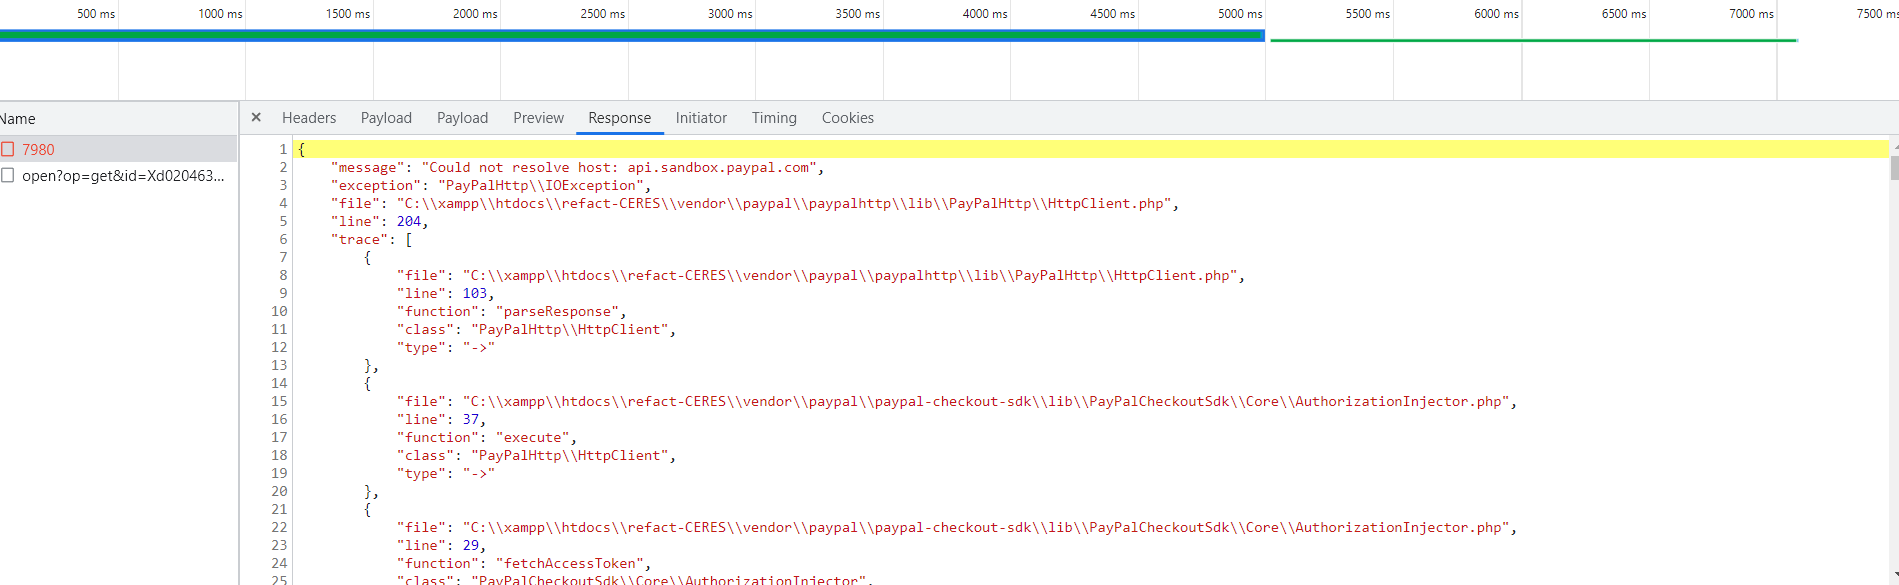 500 ms 1000 ms 1500 ms 2000 ms 2500 ms 3000 ms 3500 ms 4000 ms 4500 ms 5000 ms 5500 ms 6000 ms 6500 ms 7000 ms 7500 ms
Name
7980
open?op=get&id=Xd020463...
× Headers Payload Payload Preview Response Initiator Timing Cookies
1 {
2 "message": "Could not resolve host: api.sandbox.paypal.com",
3 "exception": "PayPalHttp\\IOException",
4 "file": "C:\\xampp\\htdocs\\refact-CERES\\vendor\\paypal\\paypalhttp\\lib\\PayPalHttp\\HttpClient.php",
5 "line": 204,
6 "trace": [
7 {
8 "file": "C:\\xampp\\htdocs\\refact-CERES\\vendor\\paypal\\paypalhttp\\lib\\PayPalHttp\\HttpClient.php",
9 "line": 103,
10 "function": "parseResponse",
11 "class": "PayPalHttp\\HttpClient",
12 "type": "->"
13 },
14 {
15 "file": "C:\\xampp\\htdocs\\refact-CERES\\vendor\\paypal\\paypal-checkout-sdk\\lib\\PayPalCheckoutSdk\\Core\\AuthorizationInjector.php",
16 "line": 37,
17 "function": "execute",
18 "class": "PayPalHttp\\HttpClient",
19 "type": "->"
20 },
21 {
22 "file": "C:\\xampp\\htdocs\\refact-CERES\\vendor\\paypal\\paypal-checkout-sdk\\lib\\PayPalCheckoutSdk\\Core\\AuthorizationInjector.php",
23 "line": 29,
24 "function": "fetchAccessToken",
25 "class": "PayPalCheckoutSdk\\Core\\AuthorizationInjector",